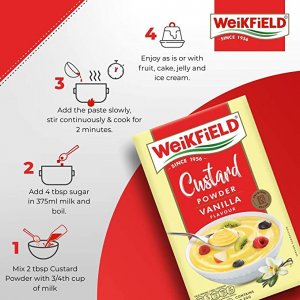 WEiKFiELD
SINCE 1956
4
Enjoy as is or with
fruit, cake, jelly and
ice cream.
3
Add the paste slowly,
stir continuously & cook for
2 minutes.
2
Add 4 tbsp sugar
in 375ml milk and
boil.
1
Mix 2 tbsp Custard
Powder with 3/4th cup of
milk
WEiKFiELD
SINCE 1956
Custard
POWDER
VANILLA
FLAVOUR